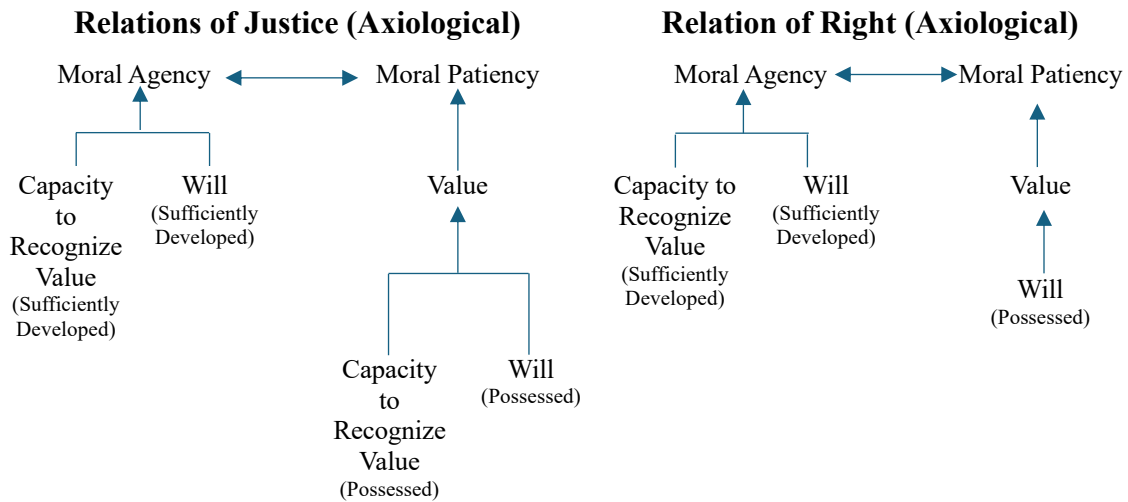 Relations of Justice (Axiological)
Moral Agency
Moral Patiency
Capacity
to
Recognize
Value
(Sufficiently
Developed)
Will
(Sufficiently
Developed)
Value
Capacity
to
Recognize
Value
(Possessed)
Will
(Possessed)
Relation of Right (Axiological)
Moral Agency
Moral Patiency
Capacity to
Recognize
Value
(Sufficiently
Developed)
Will
(Sufficiently
Developed)
Value
Will
(Possessed)